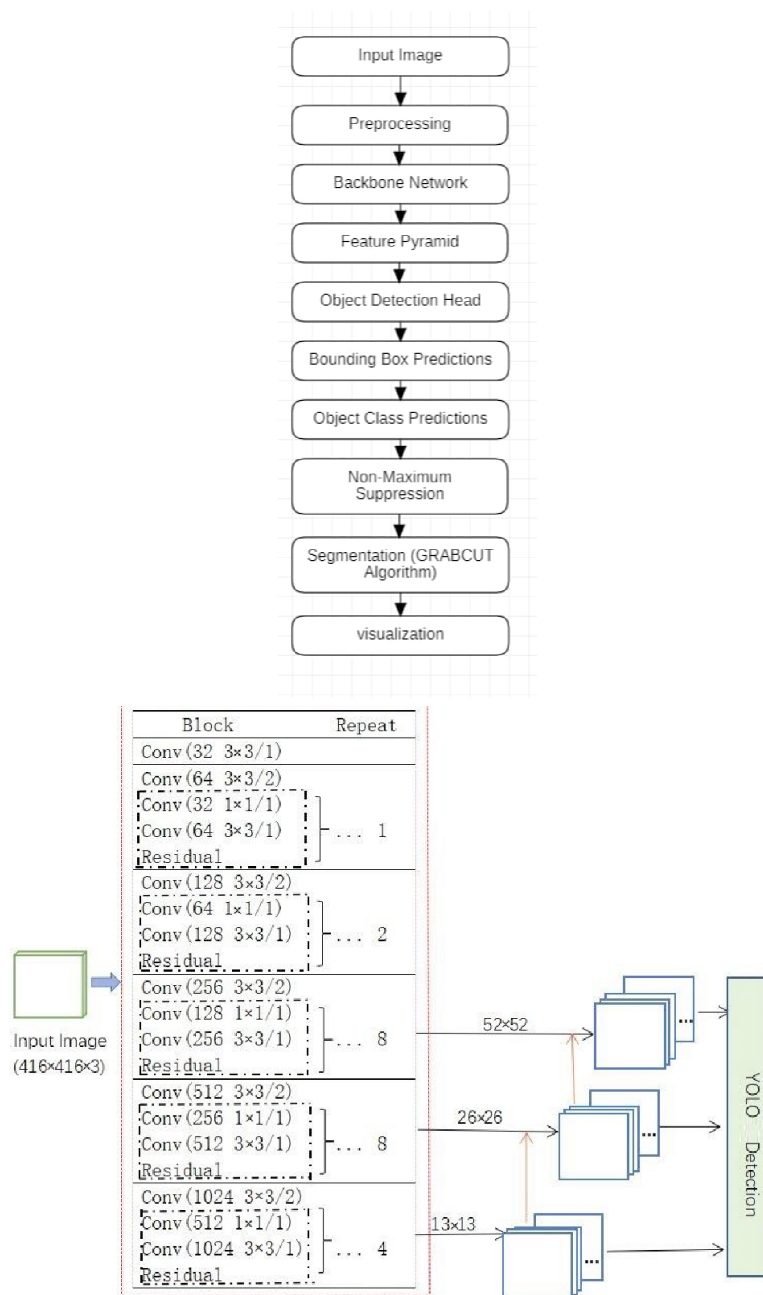 Input Image
Preprocessing
Backbone Network
Feature Pyramid
Object Detection Head
Bounding Box Predictions
Object Class Predictions
Non-Maximum
Suppression
Segmentation (GRABCUT
Algorithm)
visualization
Block Repeat
Conv(32 3×3/1)
Conv(64 3×3/2)
Conv(32 1×1/1)
Conv(64 3×3/1) ... 1
Residual
Conv(128 3×3/2)
Conv(64 1×1/1)
Conv(128 3×3/1) ... 2
Residual
Conv(256 3×3/2)
Conv(128 1×1/1)
Conv(256 3×3/1) ... 8
Residual
Conv(512 3×3/2)
Conv(256 1×1/1)
Conv(512 3×3/1) ... 8
Residual
Conv(1024 3×3/2)
Conv(512 1×1/1)
Conv(1024 3×3/1) ... 4
Residual
Input Image
(416×416×3)
52×52
...
26×26
...
13×13
...
YOLO Detection